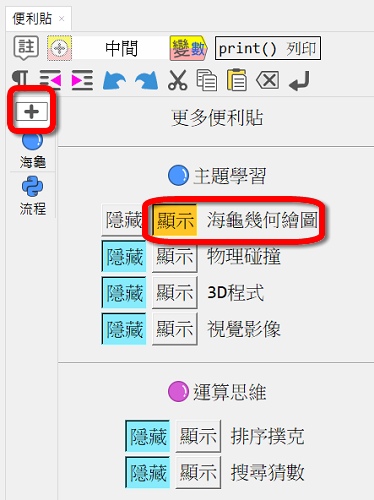 便利貼 ×
註 中間 變數 print() 列印
更多便利貼
海龜
流程
主題學習
隱藏 顯示 海龜幾何繪圖
隱藏 顯示 物理碰撞
隱藏 顯示 3D程式
隱藏 顯示 視覺影像
運算思維
隱藏 顯示 排序撲克
隱藏 顯示 搜尋猜數